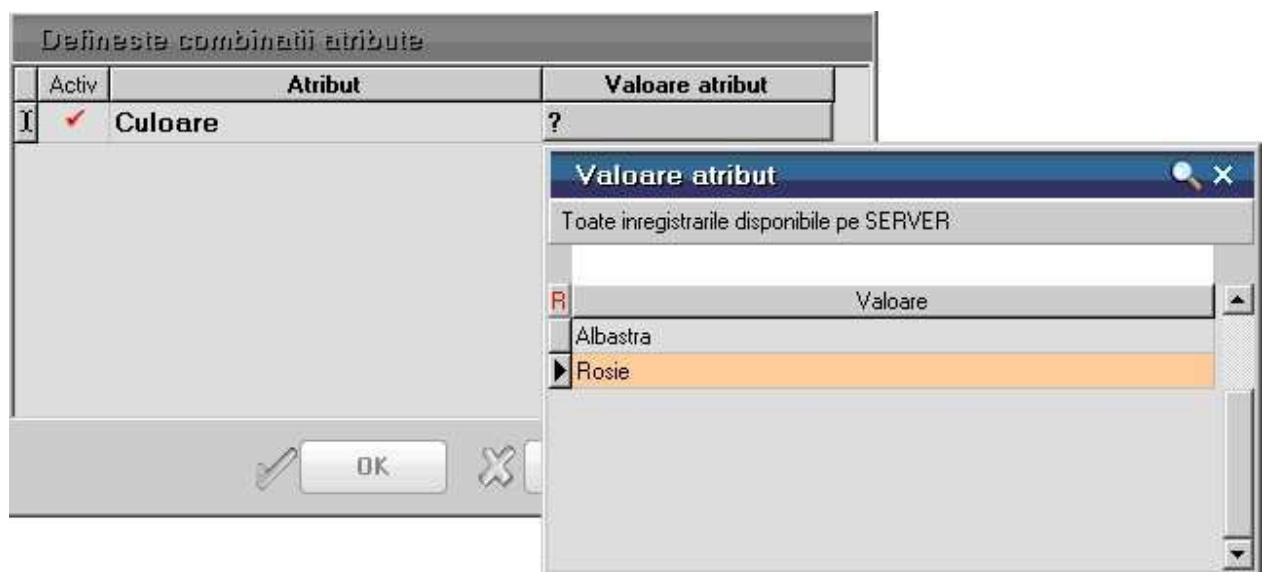 Defineste combinatii atribute
Activ Atribut Valoare atribut
Culoare ?
Valoare atribut
Toate inregistrarile disponibile pe SERVER
R Valoare
Albastra
Rosie
OK